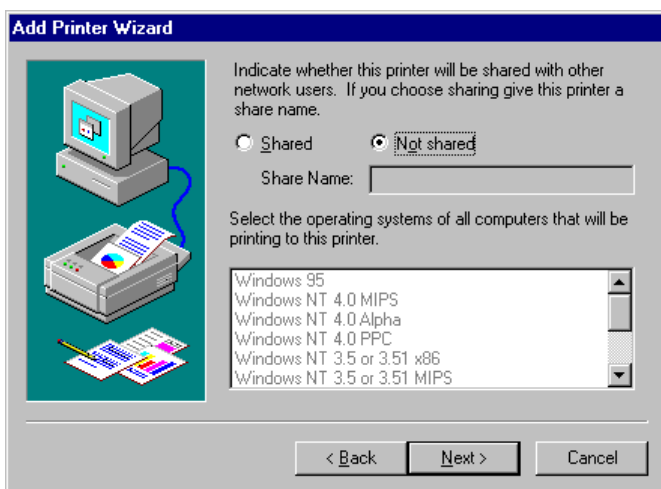 Add Printer Wizard
Indicate whether this printer will be shared with other
network users. If you choose sharing give this printer a
share name.
Shared Not shared
Share Name:
Select the operating systems of all computers that will be
printing to this printer.
Windows 95
Windows NT 4.0 MIPS
Windows NT 4.0 Alpha
Windows NT 4.0 PPC
Windows NT 3.5 or 3.51 x86
Windows NT 3.5 or 3.51 MIPS
< Back Next > Cancel